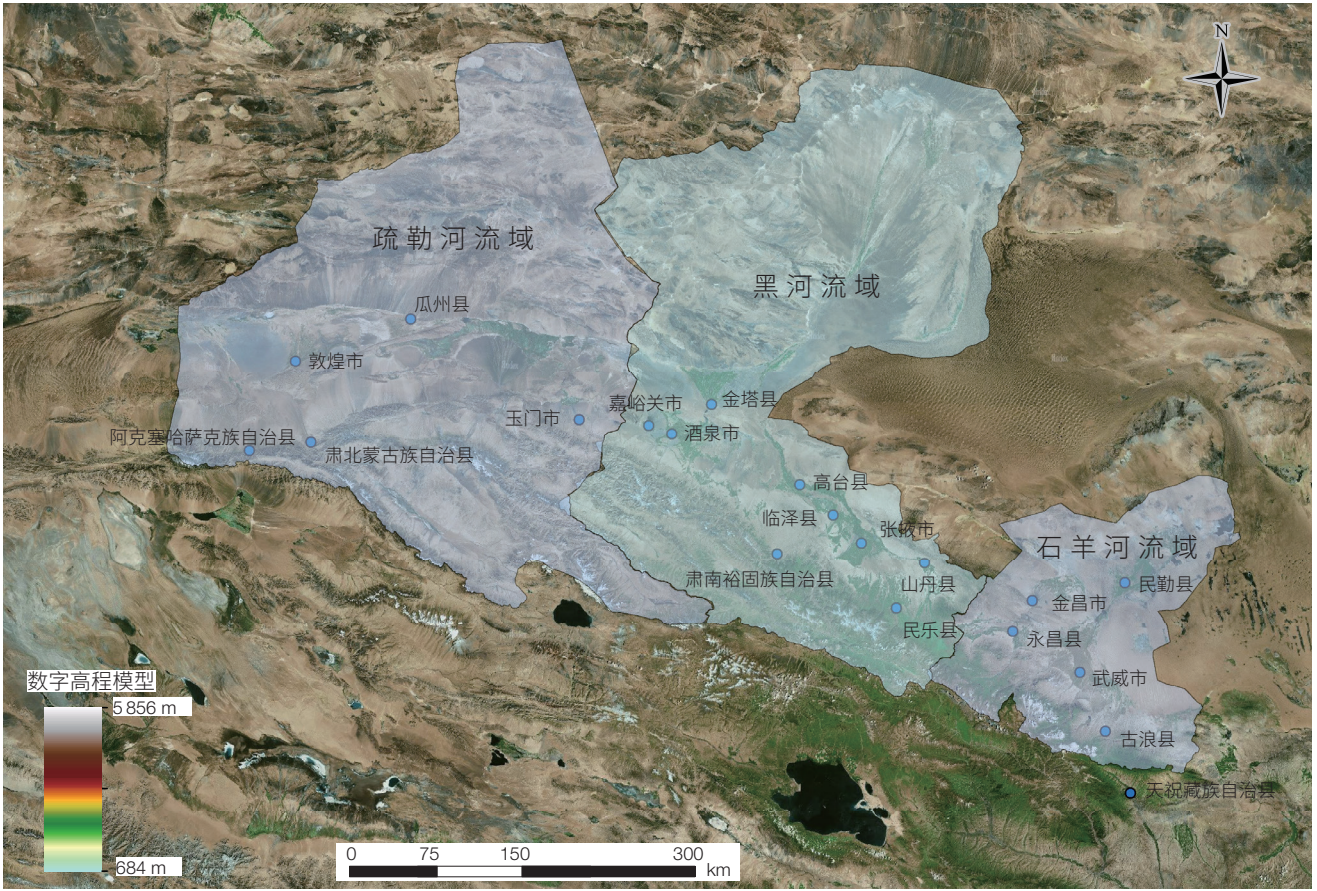 N
疏勒河流域
黑河流域
瓜州县
敦煌市
玉门市
嘉峪关市
金塔县
酒泉市
阿克塞哈萨克族自治县
肃北蒙古族自治县
高台县
临泽县
张掖市
肃南裕固族自治县
山丹县
民乐县
石羊河流域
民勤县
金昌市
永昌县
武威市
古浪县
天祝藏族自治县
数字高程模型
5 856 m
684 m
0 75 150 300
km